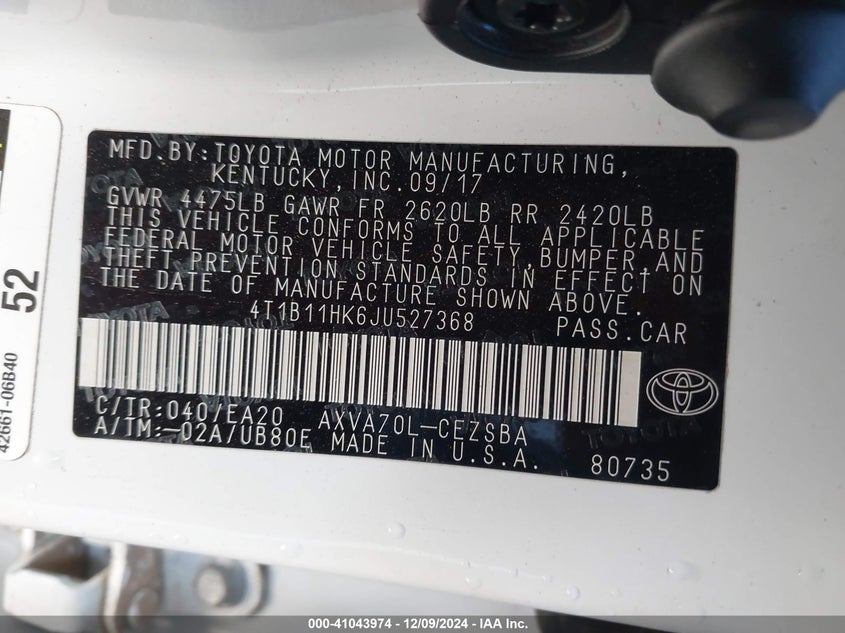 MFD.BY:TOYOTA MOTOR MANUFACTURING,
KENTUCKY,INC.09/17
GVWR 4475LB GAWR FR 2620LB RR 2420LB
THIS VEHICLE CONFORMS TO ALL APPLICABLE
FEDERAL MOTOR VEHICLE SAFETY,BUMPER,AND
THEFT PREVENTION STANDARDS IN EFFECT ON
THE DATE OF MANUFACTURE SHOWN ABOVE.
4T1B11HK6JU527368 PASS.CAR
C/TR:040/EA20 AXVA70L-CEZSBA
A/TM:-02A/UB80E MADE IN U.S.A. 80735
52
42661-06B40
000-41043974 - 12/09/2024 - IAA Inc.